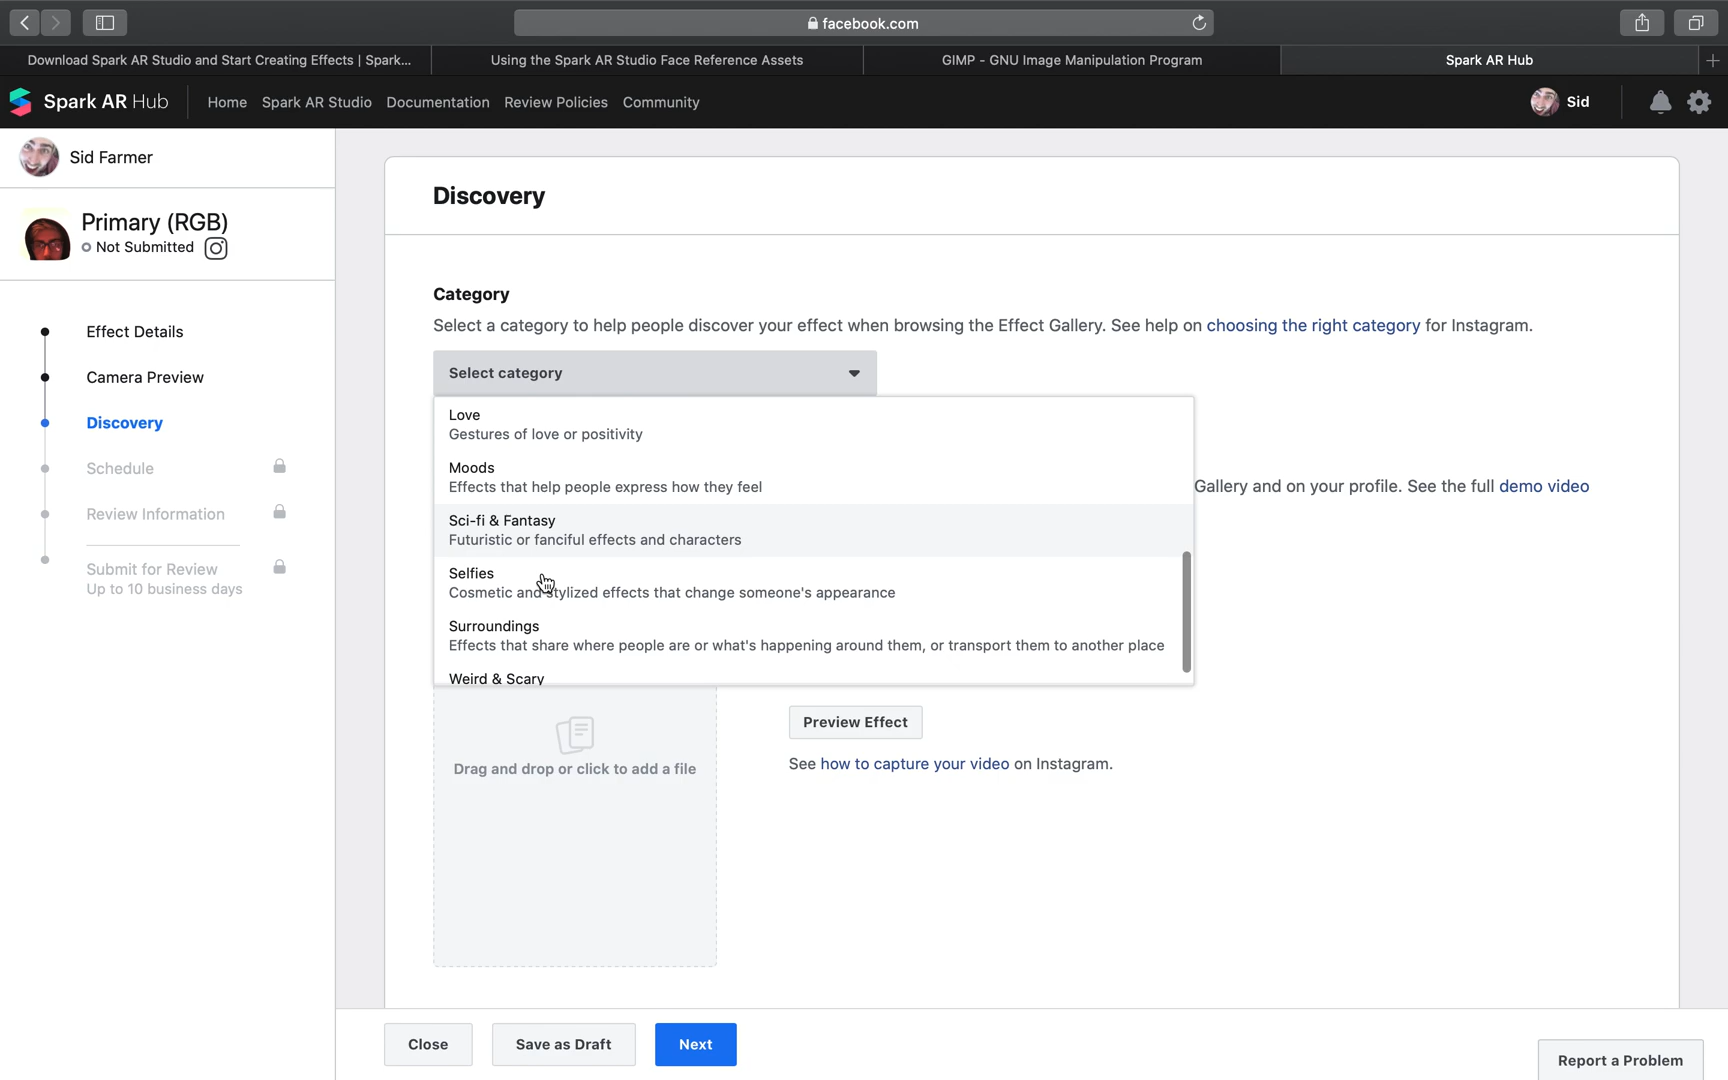 facebook.com
Download Spark AR Studio and Start Creating Effects | Spark...
Using the Spark AR Studio Face Reference Assets
GIMP - GNU Image Manipulation Program
Spark AR Hub
Spark AR Hub
Home
Spark AR Studio
Documentation
Review Policies
Community
Sid
Sid Farmer
Primary (RGB)
Not Submitted
Effect Details
Camera Preview
Discovery
Schedule
Review Information
Submit for Review
Up to 10 business days
Discovery
Category
Select a category to help people discover your effect when browsing the Effect Gallery. See help on choosing the right category for Instagram.
Select category
Love
Gestures of love or positivity
Moods
Effects that help people express how they feel
Gallery and on your profile. See the full demo video
Sci-fi & Fantasy
Futuristic or fanciful effects and characters
Selfies
Cosmetic and stylized effects that change someone's appearance
Surroundings
Effects that share where people are or what's happening around them, or transport them to another place
Weird & Scary
Drag and drop or click to add a file
Preview Effect
See how to capture your video on Instagram.
Close
Save as Draft
Next
Report a Problem